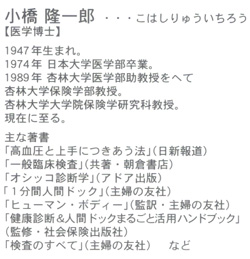 小橋 隆一郎 ・・・こはしりゅういちろう
【医学博士】
1947年生まれ。
1974年 日本大学医学部卒業。
1989年 杏林大学医学部助教授をへて
杏林大学保健学部教授。
杏林大学大学院保険学研究科教授。
現在に至る。
主な著書
「高血圧と上手につきあう法」(日新報道)
「一般臨床検査」(共著・朝倉書店)
「オシッコ診断学」(アドア出版)
「1分間人間ドック」(主婦の友社)
「ヒューマン・ボディー」(監訳・主婦の友社)
「健康診断&人間ドックまるごと活用ハンドブック」
(監修・社会保険出版社)
「検査のすべて」(主婦の友社) など